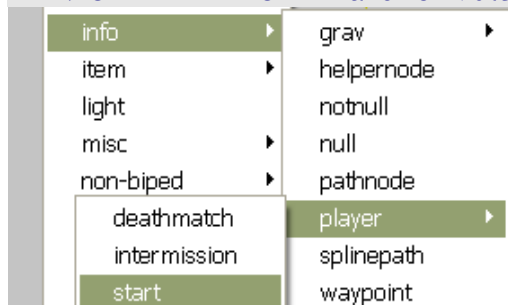 info
item
light
misc
non-biped
deathmatch
intermission
start
grav
helpernode
notnull
null
pathnode
player
splinepath
waypoint